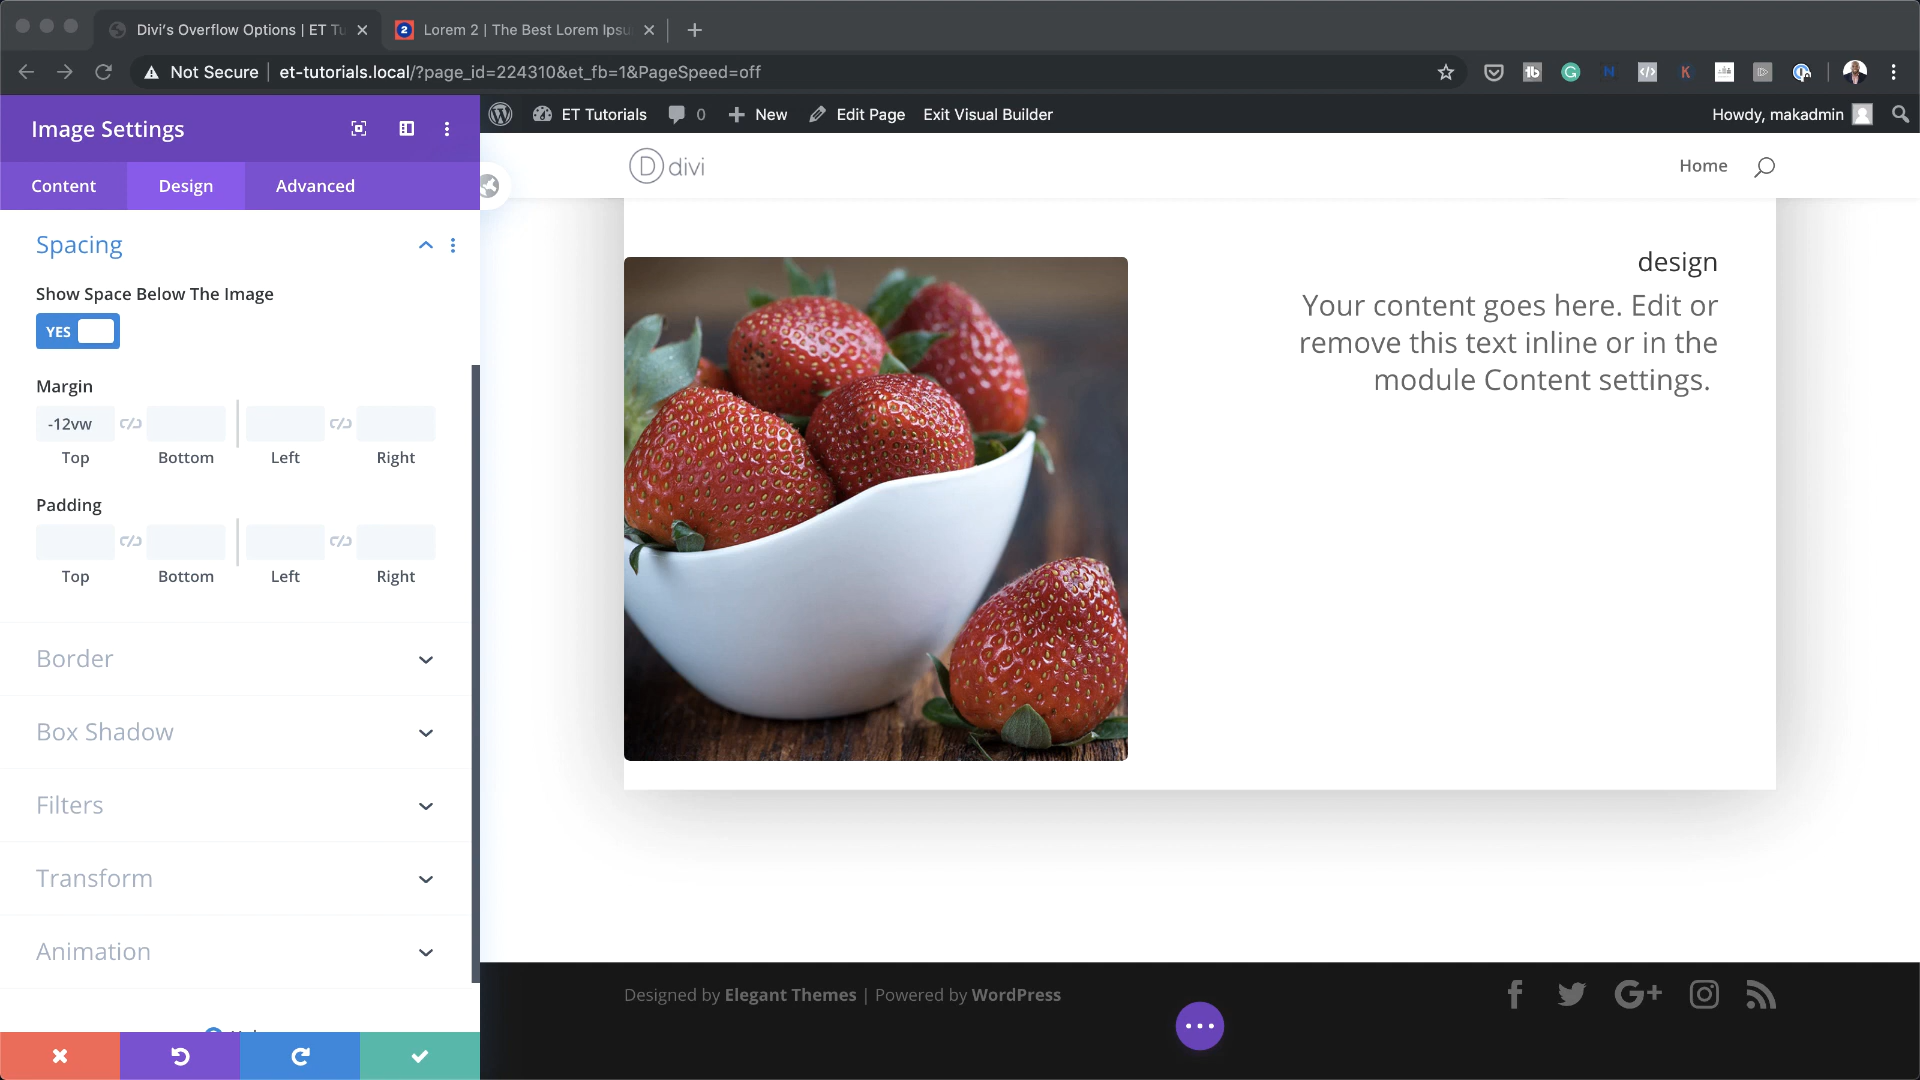 Divi's Overflow Options | ET Tu
Lorem 2 | The Best Lorem Ipsu
Not Secure
et-tutorials.local/?page_id=224310&et_fb=1&PageSpeed=off
ET Tutorials
0
New
Edit Page
Exit Visual Builder
Howdy, makadmin
Image Settings
Content
Design
Advanced
Spacing
Show Space Below The Image
YES
Margin
-12vw
Top
Bottom
Left
Right
Padding
Top
Bottom
Left
Right
Border
Box Shadow
Filters
Transform
Animation
divi
Home
design
Your content goes here. Edit or
remove this text inline or in the
module Content settings.
Designed by Elegant Themes | Powered by WordPress